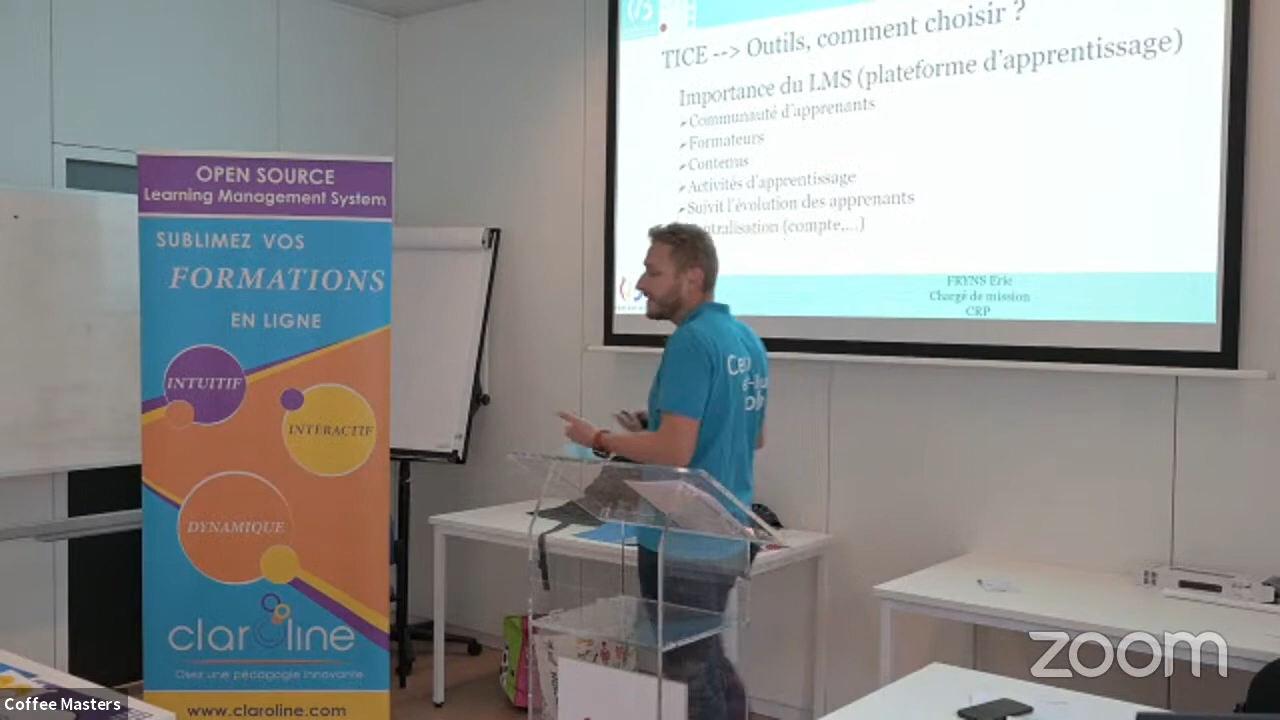 TICE --> Outils, comment choisir ?
Importance du LMS (plateforme d'apprentissage)
Communauté d'apprenants
Formateurs
Contenus
Activités d'apprentissage
Suivit l'évolution des apprenants
(compte,...)
FRYNS Eric
Chargé de mission
CRP
OPEN SOURCE
Learning Management System
SUBLIMEZ VOS
FORMATIONS
EN LIGNE
INTUITIF
INTERACTIF
DYNAMIQUE
claroline
Osez une pédagogie innovante
www.claroline.com
zoom
Coffee Masters